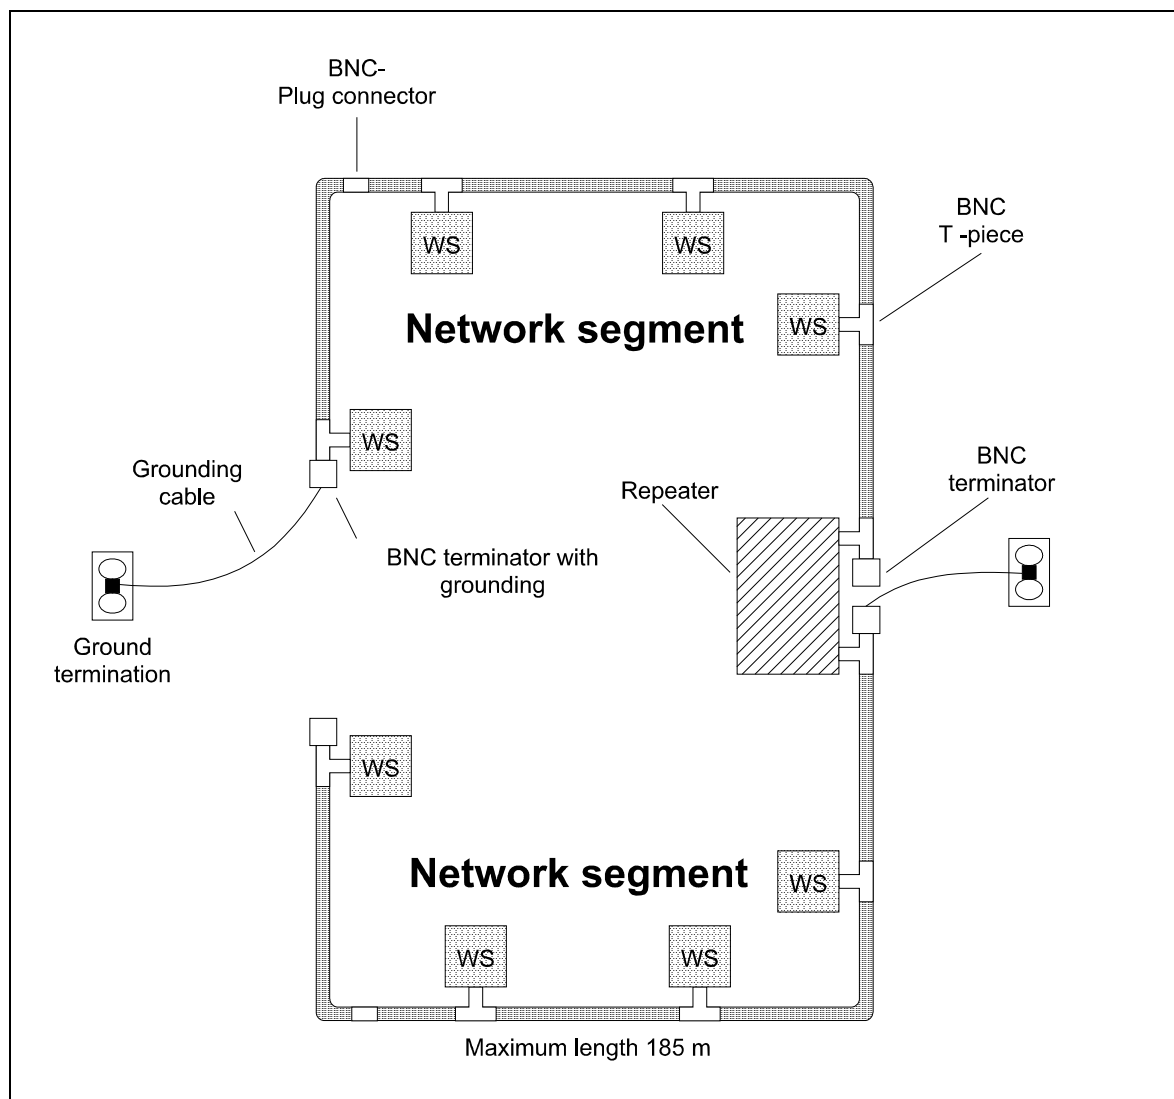 BNC-
Plug connector
WS
WS
BNC
T -piece
WS
Network segment
WS
Grounding
cable
Repeater
BNC
terminator
BNC terminator with
grounding
Ground
termination
WS
Network segment
WS
WS
WS
Maximum length 185 m